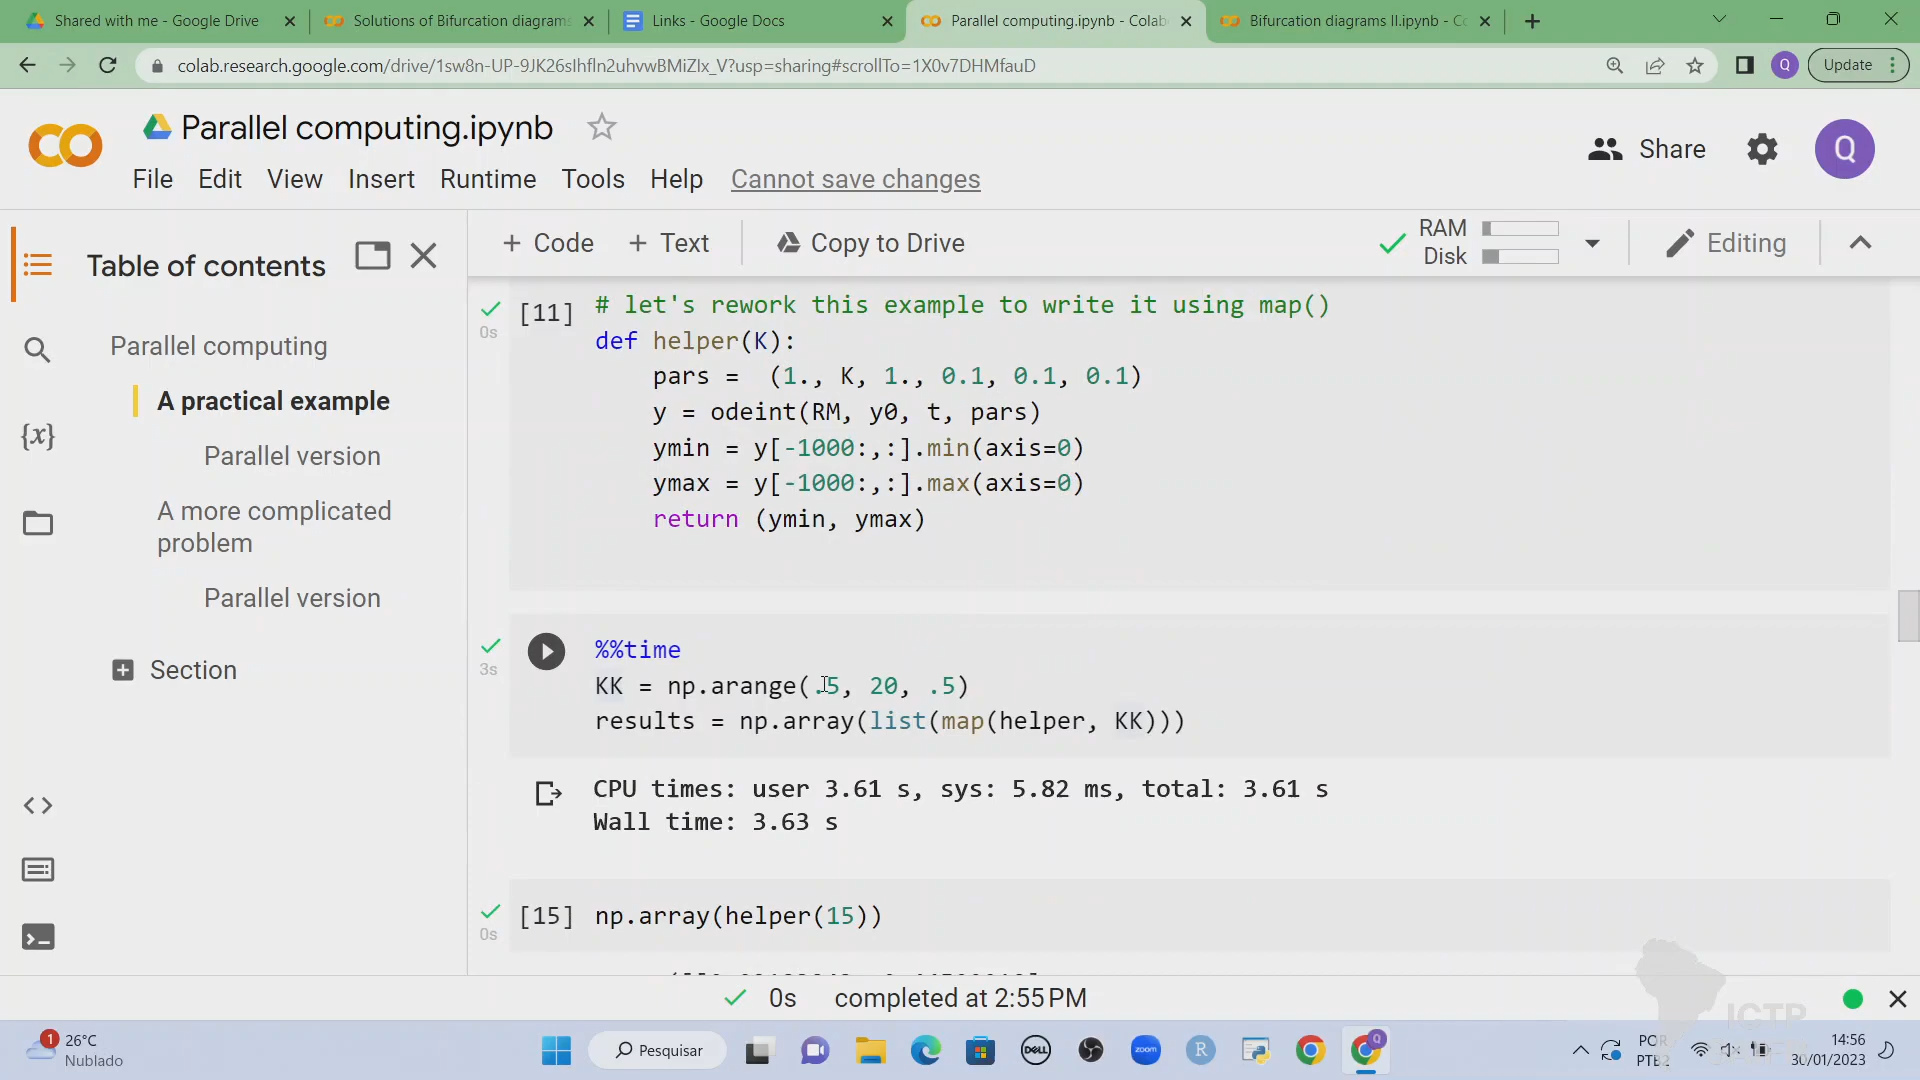 Shared with me - Google Drive
Solutions of Bifurcation diagrams
Links - Google Docs
Parallel computing.ipynb - Colab
Bifurcation diagrams II.ipynb - Co
colab.research.google.com/drive/1sw8n-UP-9JK26sIhfln2uhvwBMiZIx_V?usp=sharing#scrollTo=1X0v7DHMfauD
Q
Update
Parallel computing.ipynb
Share
Q
File Edit View Insert Runtime Tools Help Cannot save changes
Table of contents
+ Code + Text
Copy to Drive
RAM
Disk
Editing
Parallel computing
A practical example
Parallel version
A more complicated
problem
Parallel version
Section
{x}
0s
[11]
# let's rework this example to write it using map()
def helper(K):
pars = (1., K, 1., 0.1, 0.1, 0.1)
y = odeint(RM, y0, t, pars)
ymin = y[-1000:,:].min(axis=0)
ymax = y[-1000:,:].max(axis=0)
return (ymin, ymax)
3s
%%time
KK = np.arange(.5, 20, .5)
results = np.array(list(map(helper, KK)))
CPU times: user 3.61 s, sys: 5.82 ms, total: 3.61 s
Wall time: 3.63 s
0s
[15] np.array(helper(15))
0s completed at 2:55 PM
ICTP
1
26°C
Nublado
Pesquisar
DELL
zoom
R
Q
POR
PTB2
14:56
30/01/2023